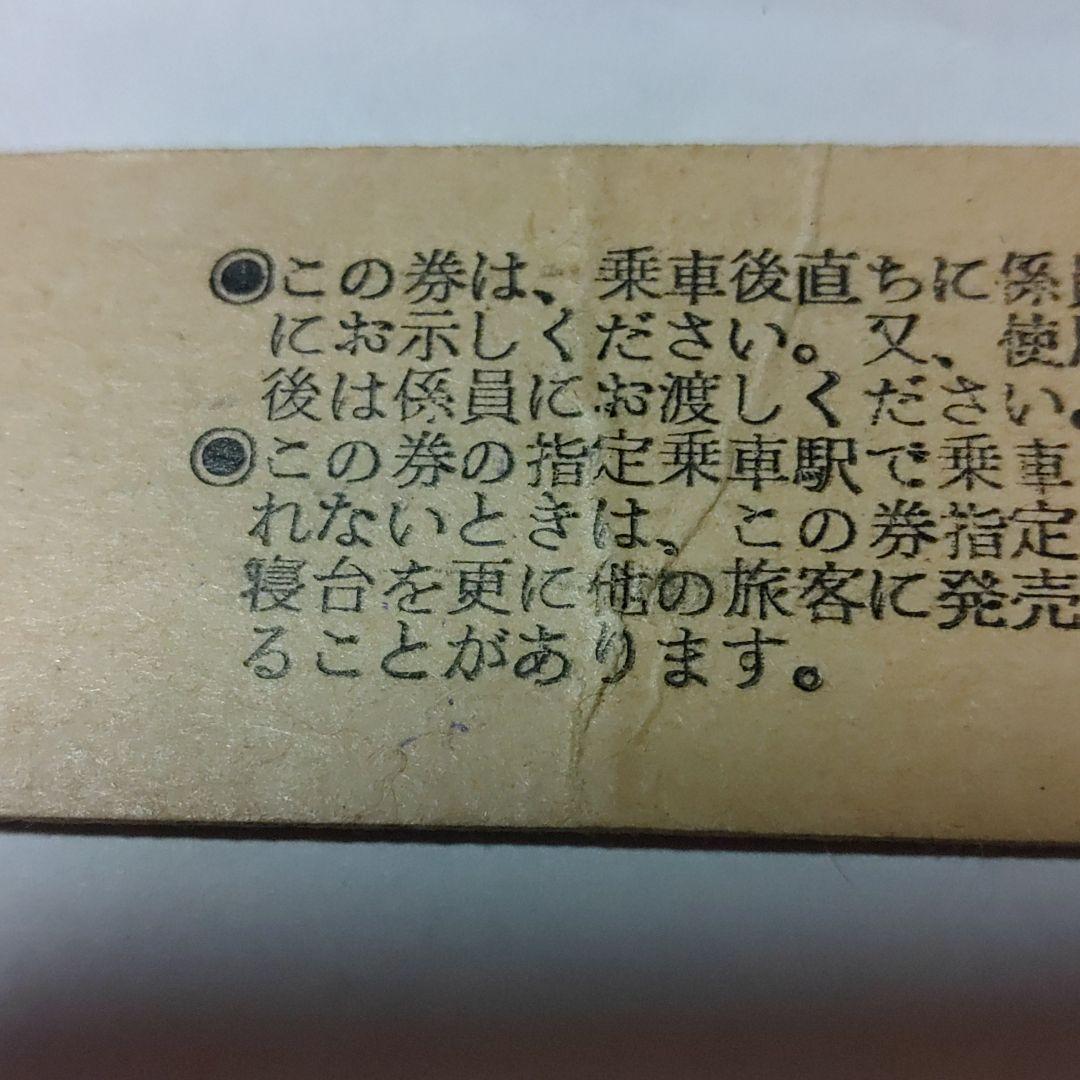 ◉この券は、乗車後直ちに係員
にお示しください。又、使用
後は係員にお渡しください。
◉この券の指定乗車駅で乗車
れないときは、この券指定
寝台を更に他の旅客に発売
ることがあります。